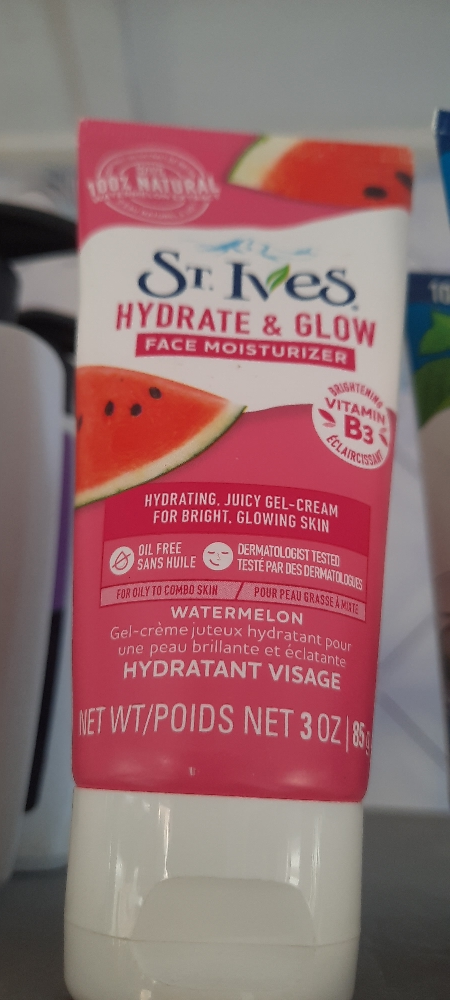 100% NATURAL
St. Ives
HYDRATE & GLOW
FACE MOISTURIZER
BRIGHTENING
VITAMIN
B3
ÉCLAIRCISSANT
HYDRATING, JUICY GEL-CREAM
FOR BRIGHT, GLOWING SKIN
OIL FREE
SANS HUILE
DERMATOLOGIST TESTED
TESTÉ PAR DES DERMATOLOGUES
FOR OILY TO COMBO SKIN / POUR PEAU GRASSE À MIXTE
WATERMELON
Gel-crème juteux hydratant pour
une peau brillante et éclatante
HYDRATANT VISAGE
NET WT/POIDS NET 3 OZ | 85 g
10